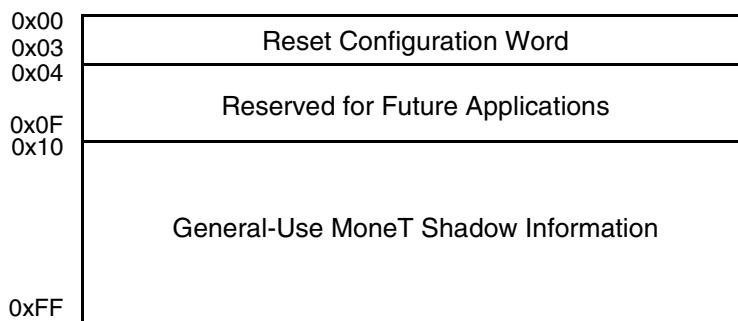 0x00
Reset Configuration Word
0x03
0x04
Reserved for Future Applications
0x0F
0x10
General-Use MoneT Shadow Information
0xFF